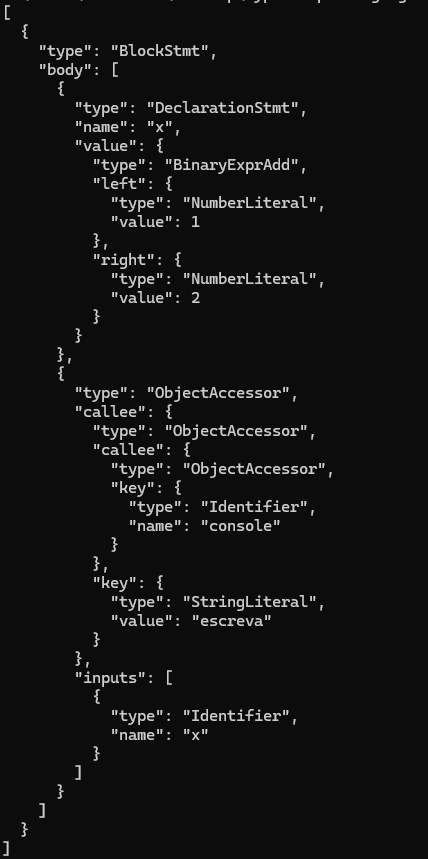 [
  {
    "type": "BlockStmt",
    "body": [
      {
        "type": "DeclarationStmt",
        "name": "x",
        "value": {
          "type": "BinaryExprAdd",
          "left": {
            "type": "NumberLiteral",
            "value": 1
          },
          "right": {
            "type": "NumberLiteral",
            "value": 2
          }
        }
      },
      {
        "type": "ObjectAccessor",
        "callee": {
          "type": "ObjectAccessor",
          "callee": {
            "type": "ObjectAccessor",
            "key": {
              "type": "Identifier",
              "name": "console"
            }
          },
          "key": {
            "type": "StringLiteral",
            "value": "escreva"
          }
        },
        "inputs": [
          {
            "type": "Identifier",
            "name": "x"
          }
        ]
      }
    ]
  }
]